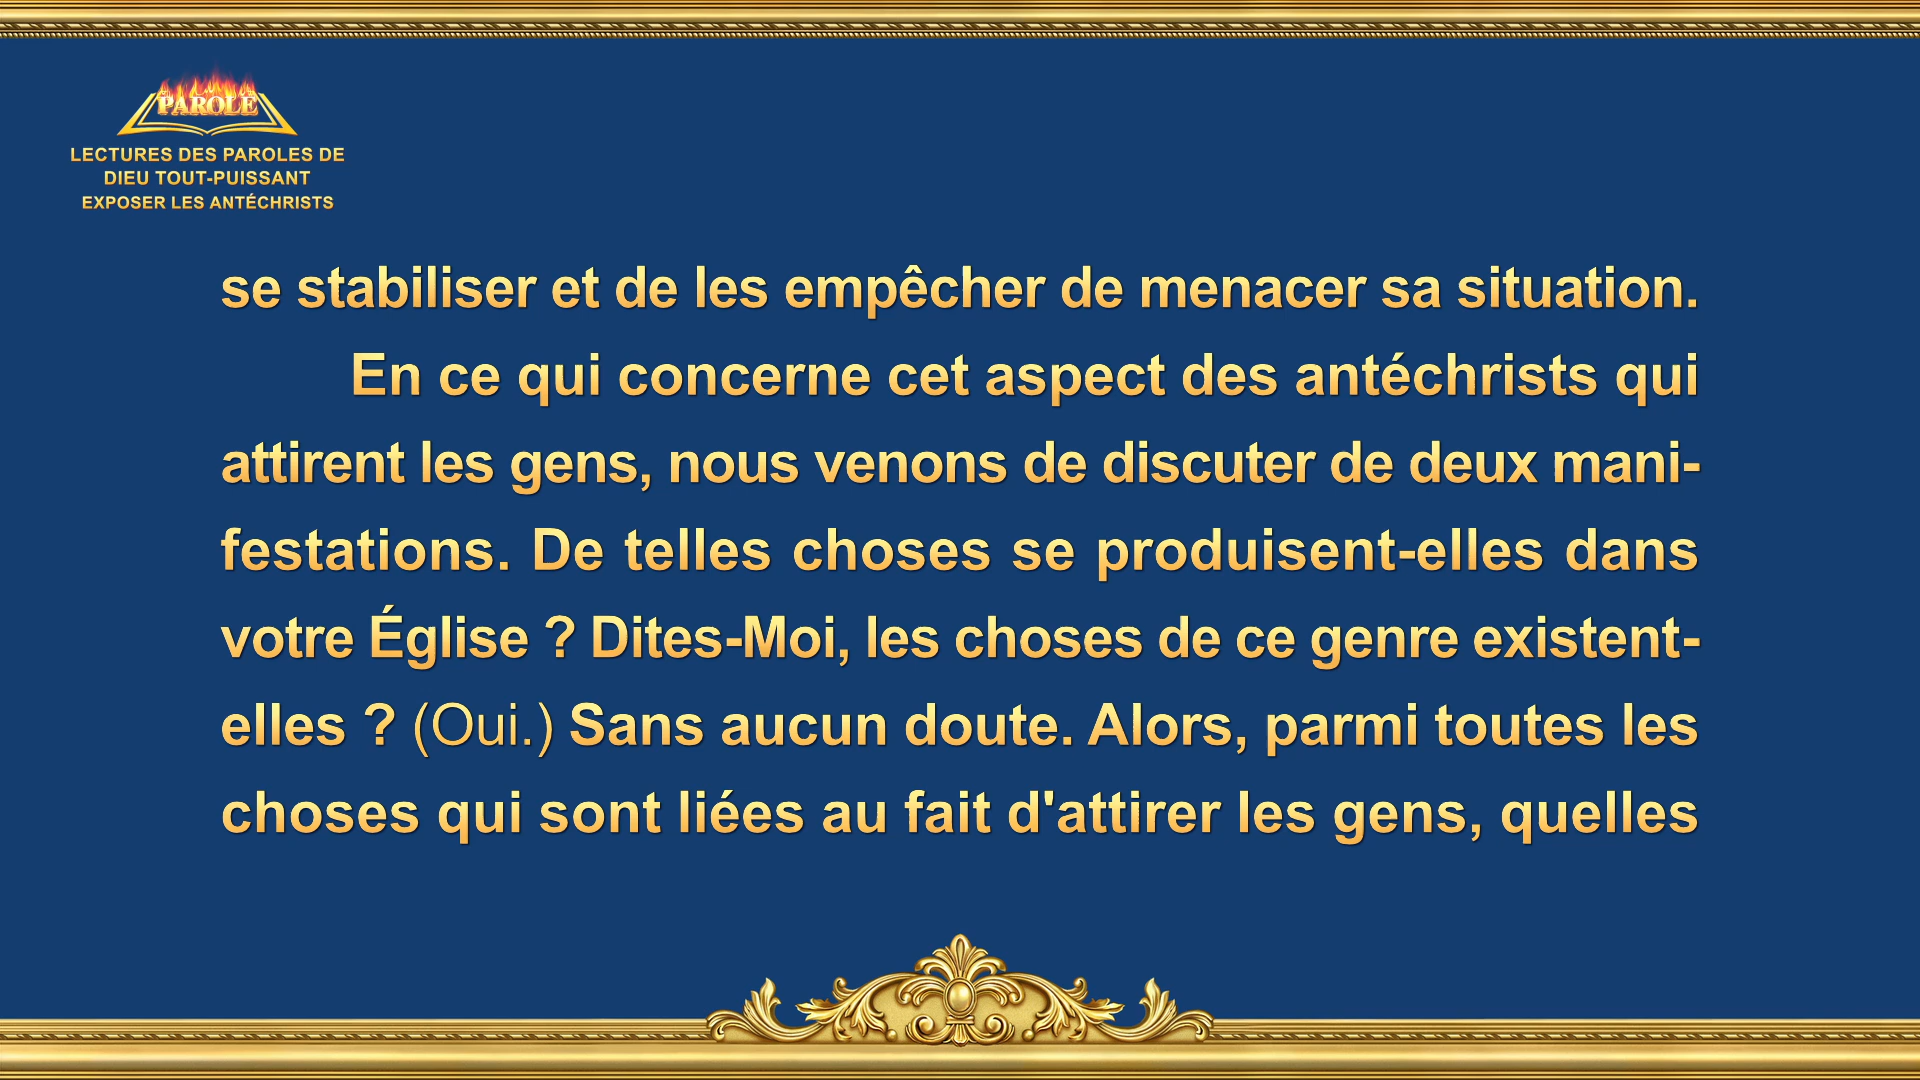 PAROLE
LECTURES DES PAROLES DE
DIEU TOUT-PUISSANT
EXPOSER LES ANTÉCHRISTS
se stabiliser et de les empêcher de menacer sa situation.
En ce qui concerne cet aspect des antéchrists qui
attirent les gens, nous venons de discuter de deux mani-
festations. De telles choses se produisent-elles dans
votre Église ? Dites-Moi, les choses de ce genre existent-
elles ? (Oui.) Sans aucun doute. Alors, parmi toutes les
choses qui sont liées au fait d'attirer les gens, quelles